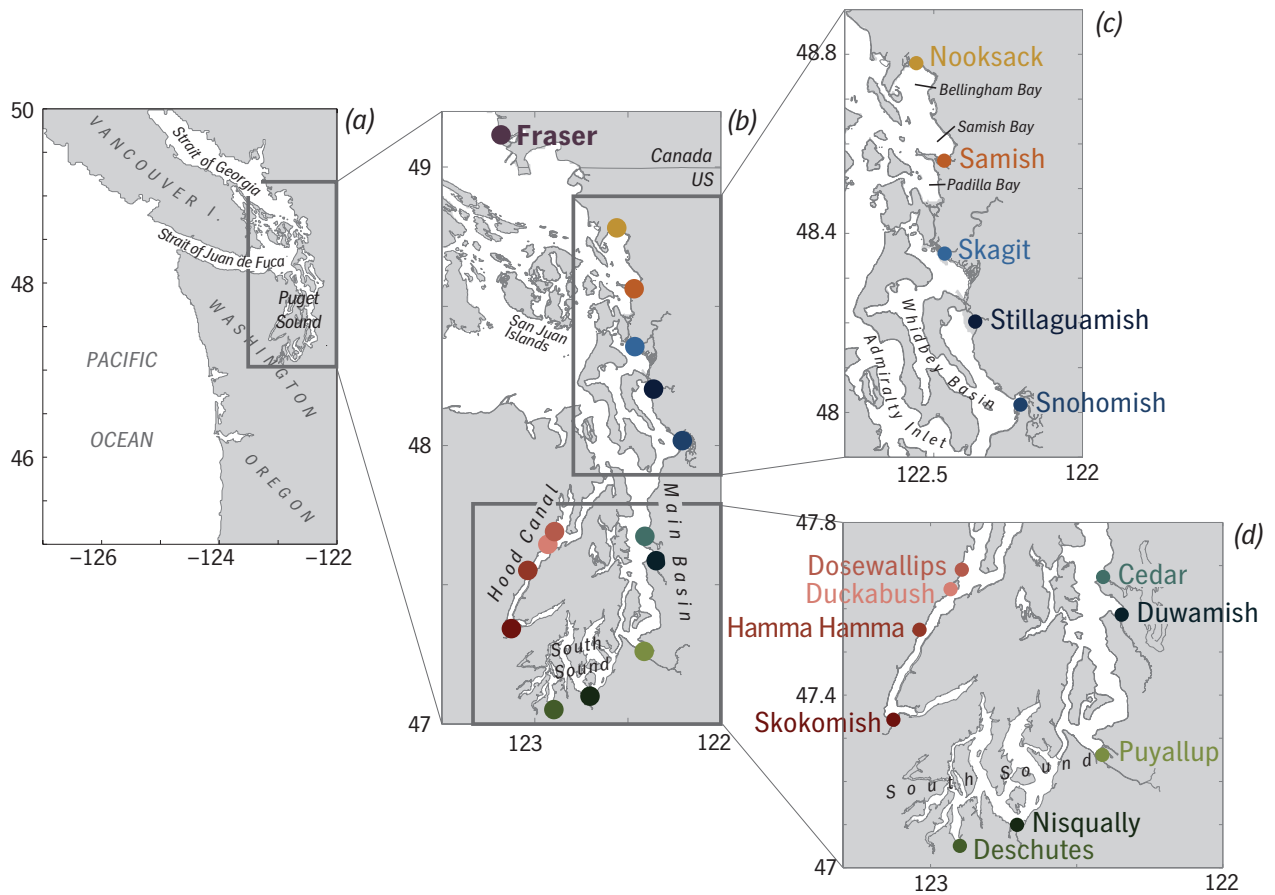 (a)
50
48
46
−126
−124
−122
VANCOUVER I.
Strait of Georgia
Strait of Juan de Fuca
Puget
Sound
WASHINGTON
PACIFIC
OCEAN
OREGON
(b)
Fraser
Canada
US
49
48
47
123
122
San Juan
Islands
Hood Canal
Main Basin
South
Sound
(c)
48.8
48.4
48
122.5
122
Nooksack
Bellingham Bay
Samish Bay
Samish
Padilla Bay
Skagit
Stillaguamish
Whidbey Basin
Snohomish
Admiralty Inlet
(d)
47.8
47.4
47
123
122
Dosewallips
Duckabush
Hamma Hamma
Skokomish
Cedar
Duwamish
Puyallup
South Sound
Nisqually
Deschutes